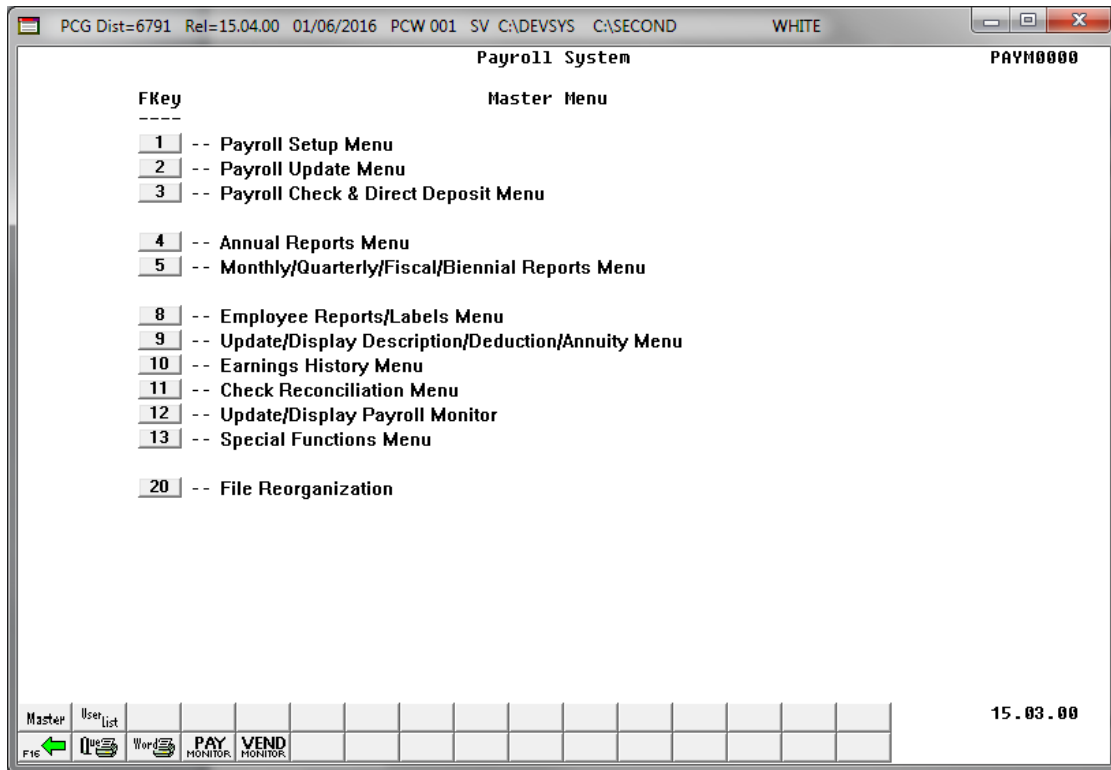 PCG Dist=6791 Rel=15.04.00 01/06/2016 PCW 001 SV C:\DEVSYS C:\SECOND WHITE
Payroll System PAYM0000
FKey Master Menu
----
1 -- Payroll Setup Menu
2 -- Payroll Update Menu
3 -- Payroll Check & Direct Deposit Menu
4 -- Annual Reports Menu
5 -- Monthly/Quarterly/Fiscal/Biennial Reports Menu
8 -- Employee Reports/Labels Menu
9 -- Update/Display Description/Deduction/Annuity Menu
10 -- Earnings History Menu
11 -- Check Reconciliation Menu
12 -- Update/Display Payroll Monitor
13 -- Special Functions Menu
20 -- File Reorganization
Master User List 15.03.00
F16 Que Word PAY MONITOR VEND MONITOR